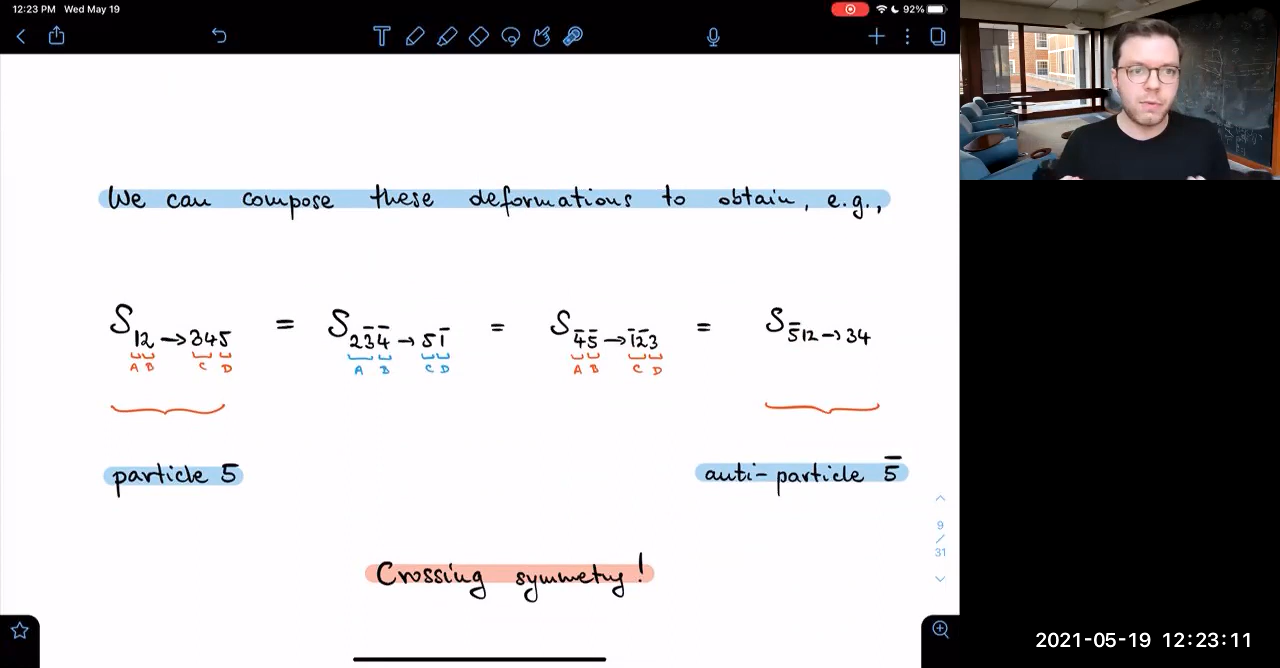 12:23 PM Wed May 19
92%
We can compose these deformations to obtain, e.g.,
S₁₂→₃₄₅ = S₂3̄4̄→₅1̄ = S4̄5̄→1̄2̄₃ = S5̄₁₂→₃₄
A B C D A B C D A B C D
particle 5 anti-particle 5̄
Crossing symmetry!
9
/
31
2021-05-19 12:23:11